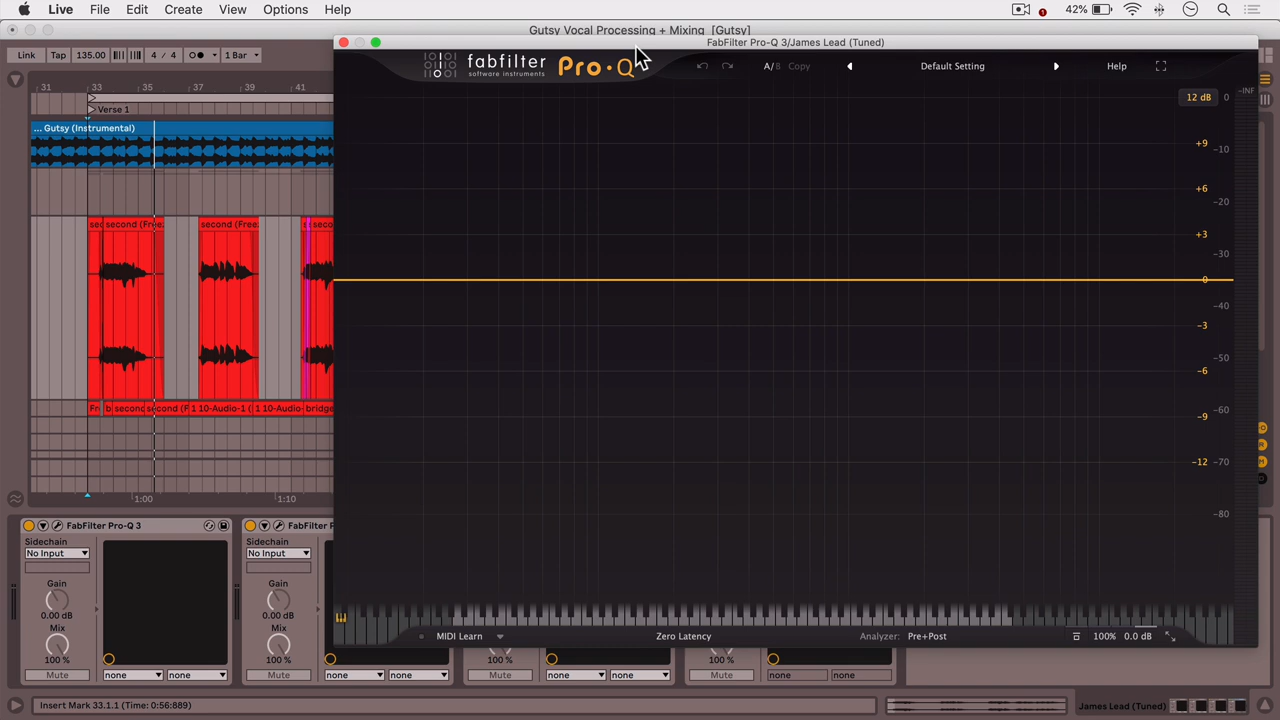 Live File Edit Create View Options Help
42%
Gutsy Vocal Processing + Mixing [Gutsy]
FabFilter Pro-Q 3/James Lead (Tuned)
Link Tap 135.00 4 / 4 1 Bar
fabfilter
software instruments
Pro·Q
A/B Copy
Default Setting
Help
31 33 35 37 39 41
Verse 1
... Gutsy (Instrumental)
12 dB 0 -INF
+9 -10
+6 -20
+3 -30
0 -40
-3 -50
-6 -60
-9
-12 -70
-80
sec second (Free second (Free s seco
Fr b second second (F 1 10-Audio-1 ( 1 10-Audio- bridge
1:00 1:10
MIDI Learn Zero Latency Analyzer: Pre+Post 100% 0.0 dB
FabFilter Pro-Q 3 FabFilter P
Sidechain Sidechain
No Input No Input
Gain Gain
0.00 dB 0.00 dB
Mix Mix
100 % 100 % 100 % 100 %
Mute Mute Mute Mute
none none none none none none none none
Insert Mark 33.1.1 (Time: 0:56:889)
James Lead (Tuned)